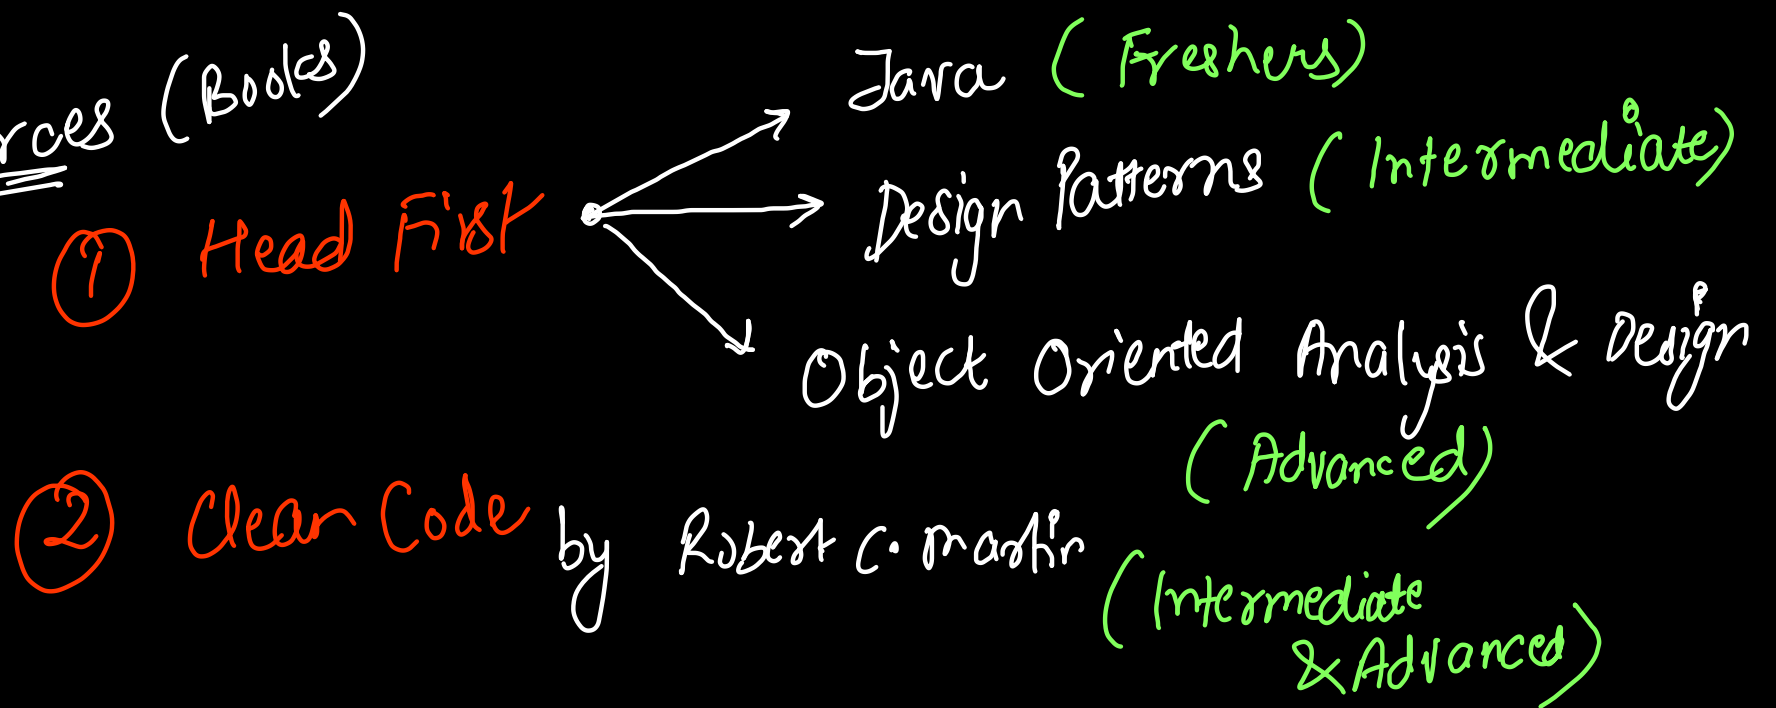 rces (Books)
① Head First
Java (Freshers)
Design Patterns (Intermediate)
Object Oriented Analysis & Design
(Advanced)
② Clean Code by Robert C. Martin
(Intermediate
& Advanced)